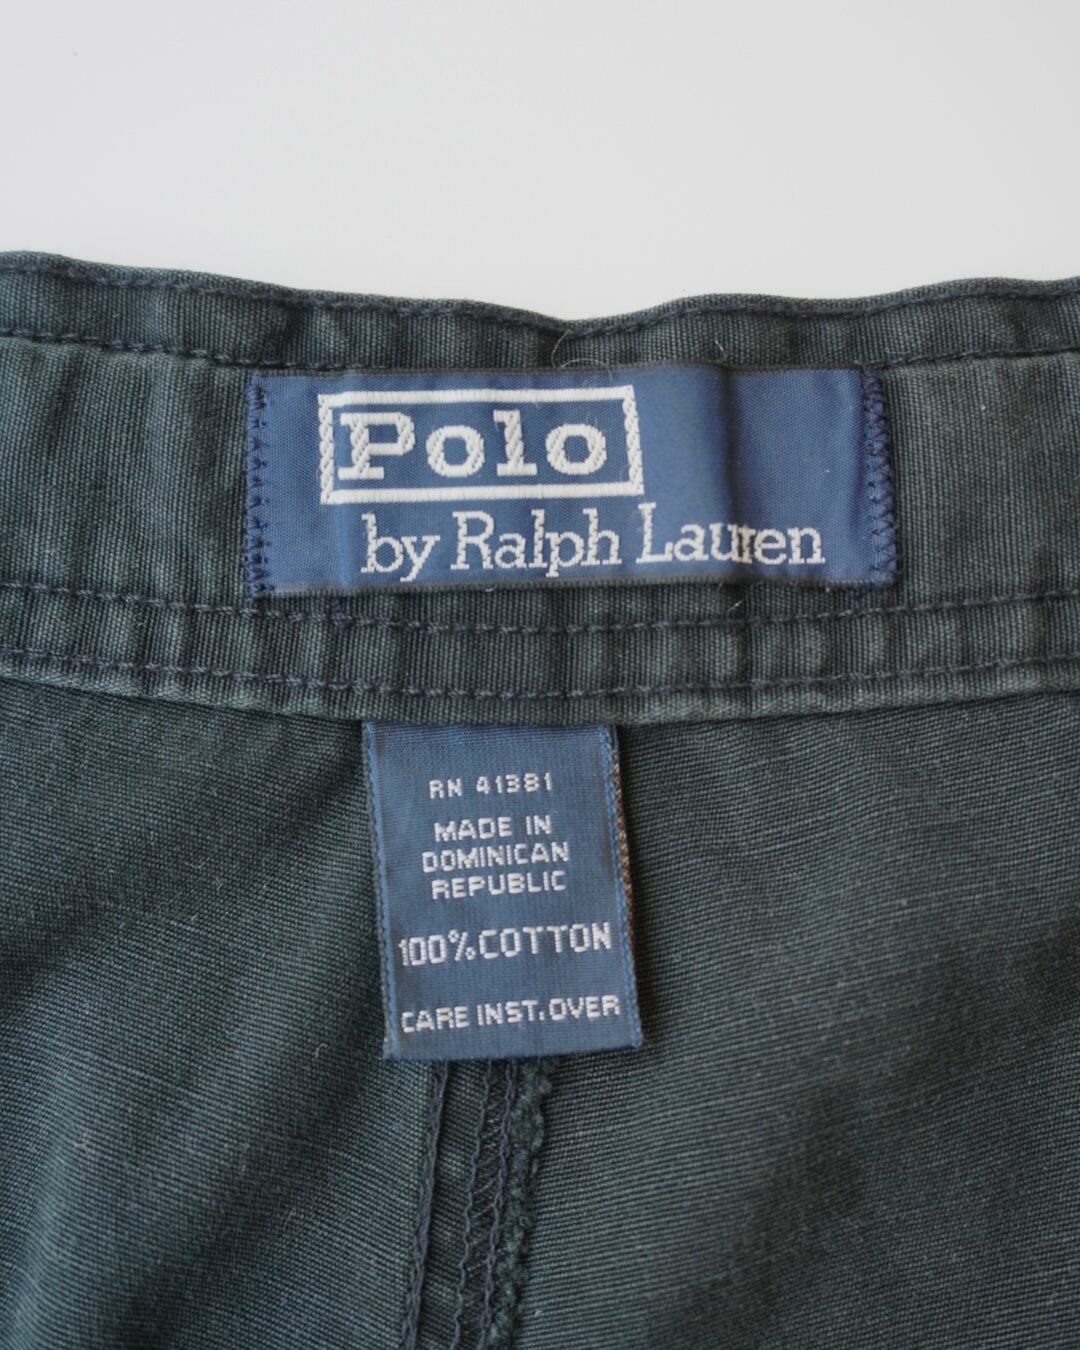 Polo
by Ralph Lauren
RN 41381
MADE IN
DOMINICAN
REPUBLIC
100% COTTON
CARE INST. OVER